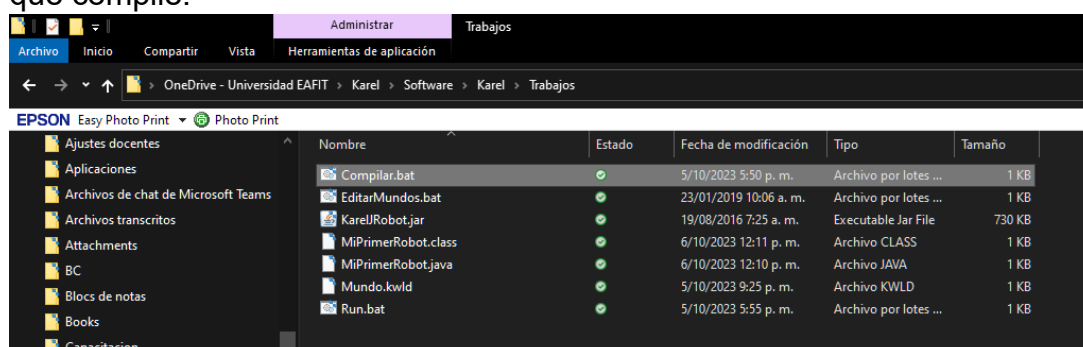 que compiló.
Administrar Trabajos
Archivo Inicio Compartir Vista Herramientas de aplicación
OneDrive - Universidad EAFIT > Karel > Software > Karel > Trabajos
EPSON Easy Photo Print Photo Print
Ajustes docentes
Aplicaciones
Archivos de chat de Microsoft Teams
Archivos transcritos
Attachments
BC
Blocs de notas
Books
Capacitacion
Nombre Estado Fecha de modificación Tipo Tamaño
Compilar.bat 5/10/2023 5:50 p. m. Archivo por lotes ... 1 KB
EditarMundos.bat 23/01/2019 10:06 a. m. Archivo por lotes ... 1 KB
KarelJRobot.jar 19/08/2016 7:25 a. m. Executable Jar File 730 KB
MiPrimerRobot.class 6/10/2023 12:11 p. m. Archivo CLASS 1 KB
MiPrimerRobot.java 6/10/2023 12:10 p. m. Archivo JAVA 1 KB
Mundo.kwld 5/10/2023 9:25 p. m. Archivo KWLD 1 KB
Run.bat 5/10/2023 5:55 p. m. Archivo por lotes ... 1 KB